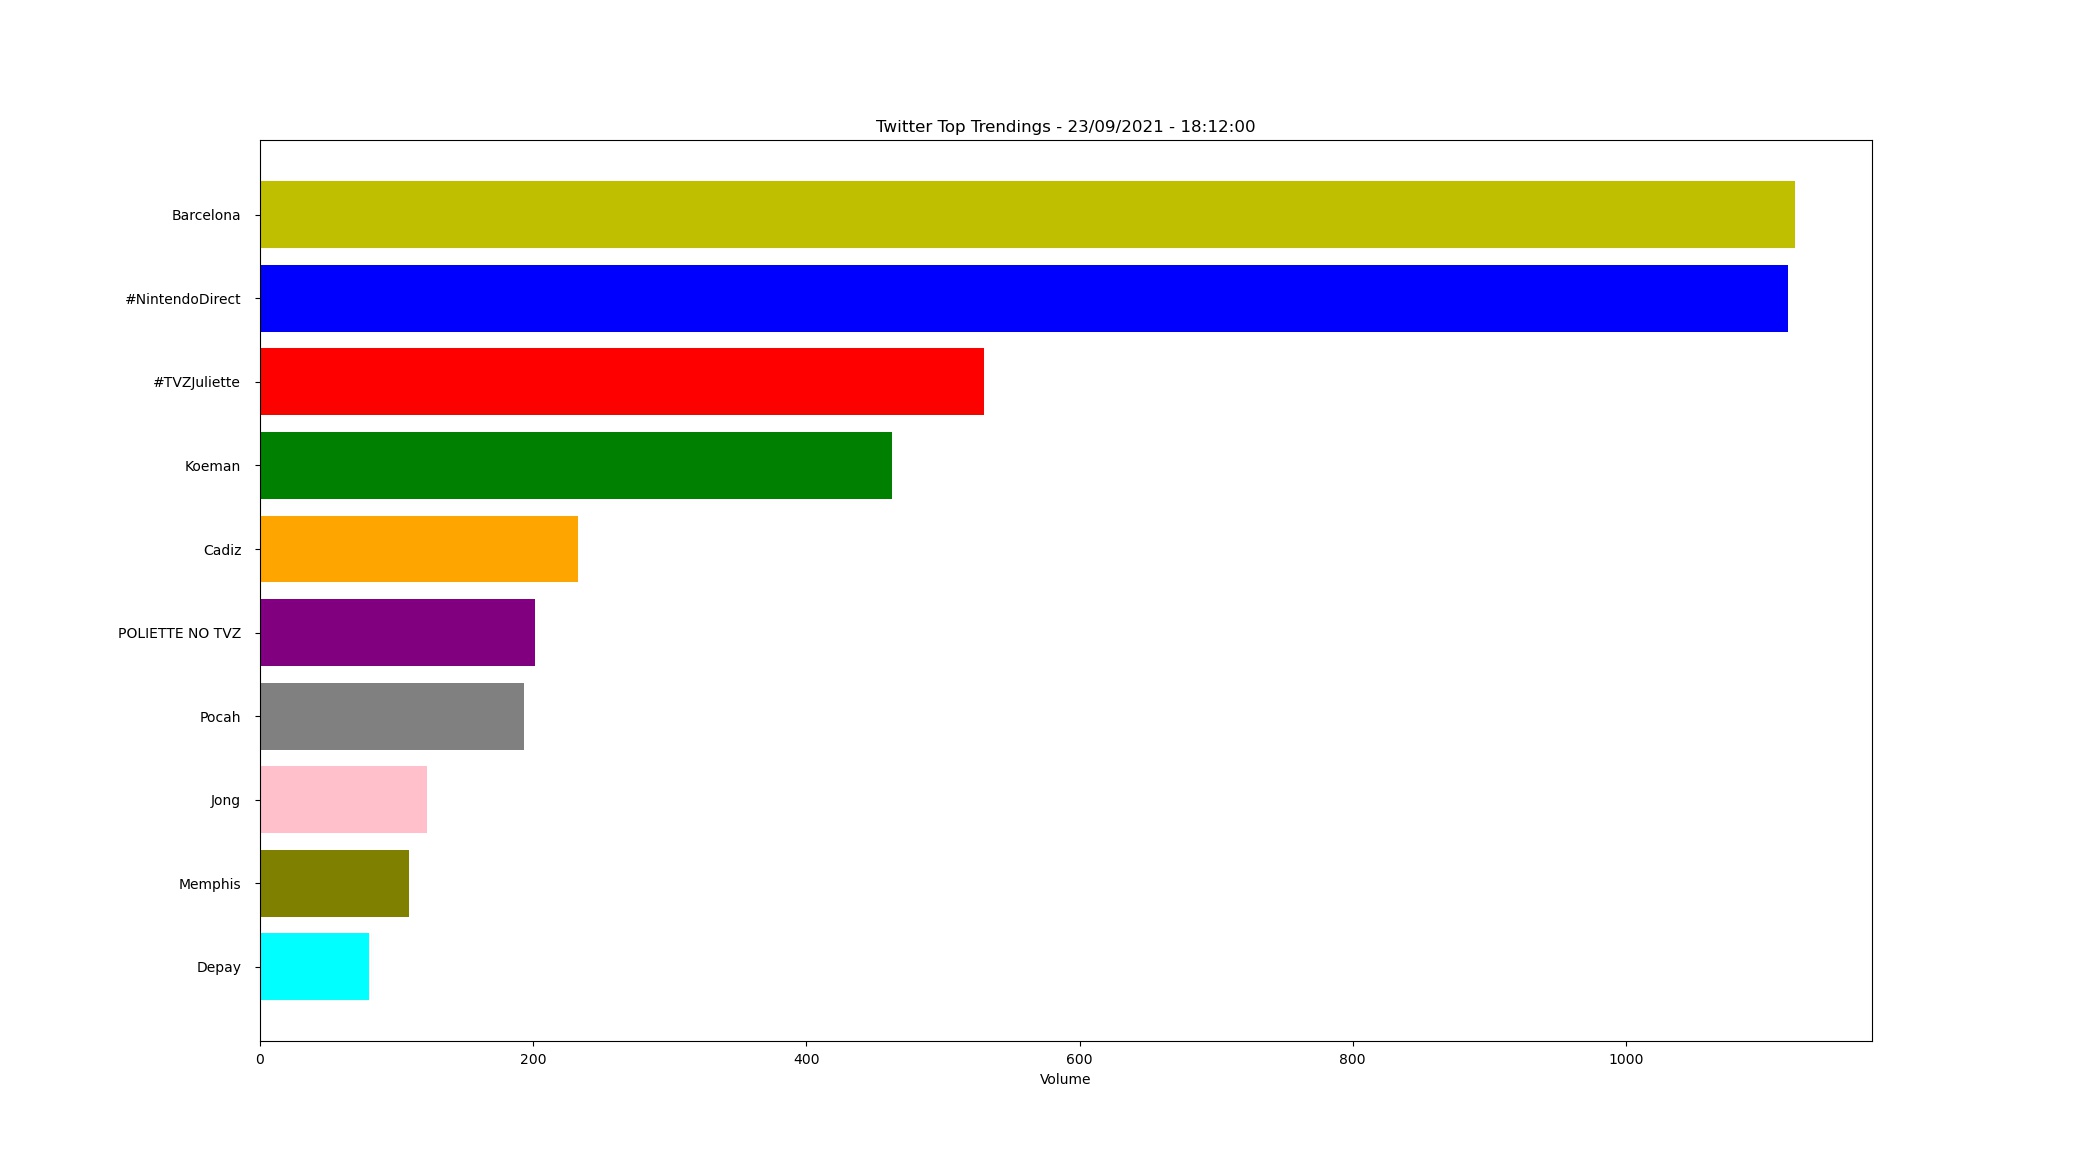 Twitter Top Trendings - 23/09/2021 - 18:12:00
Barcelona
#NintendoDirect
#TVZJuliette
Koeman
Cadiz
POLIETTE NO TVZ
Pocah
Jong
Memphis
Depay
0 200 400 600 800 1000
Volume